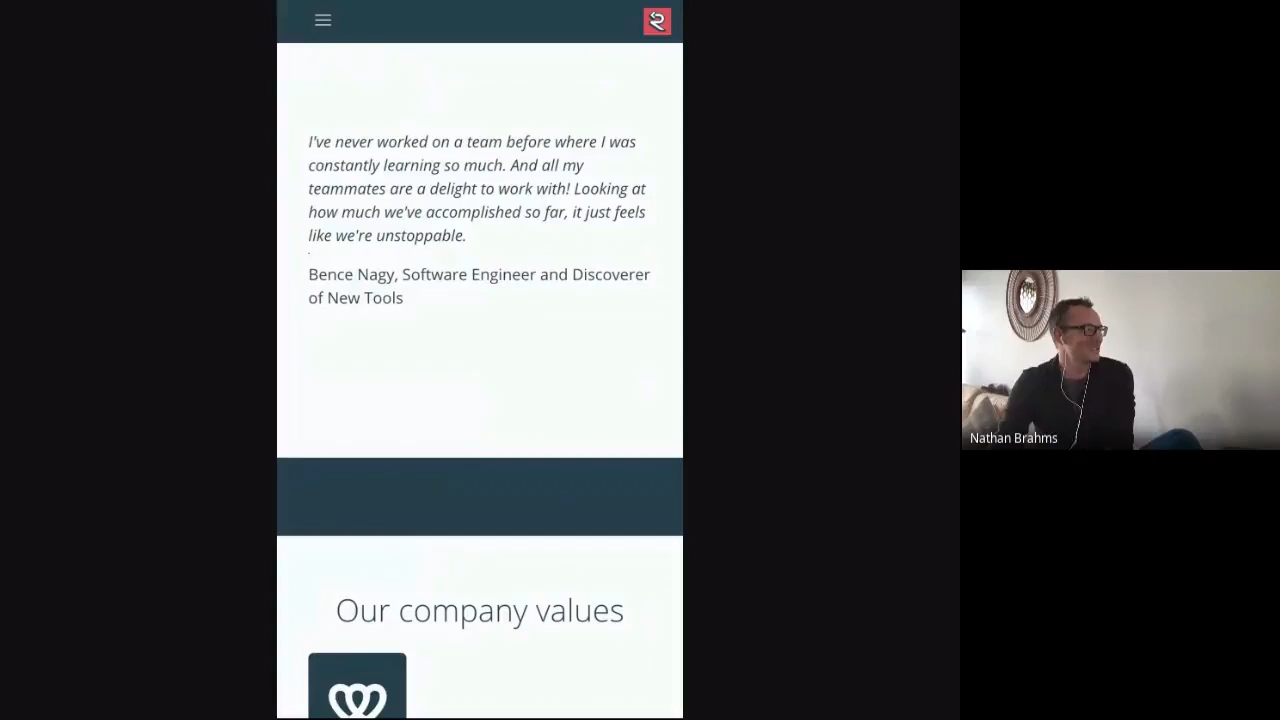 I've never worked on a team before where I was
constantly learning so much. And all my
teammates are a delight to work with! Looking at
how much we've accomplished so far, it just feels
like we're unstoppable.
Bence Nagy, Software Engineer and Discoverer
of New Tools
Our company values
Nathan Brahms